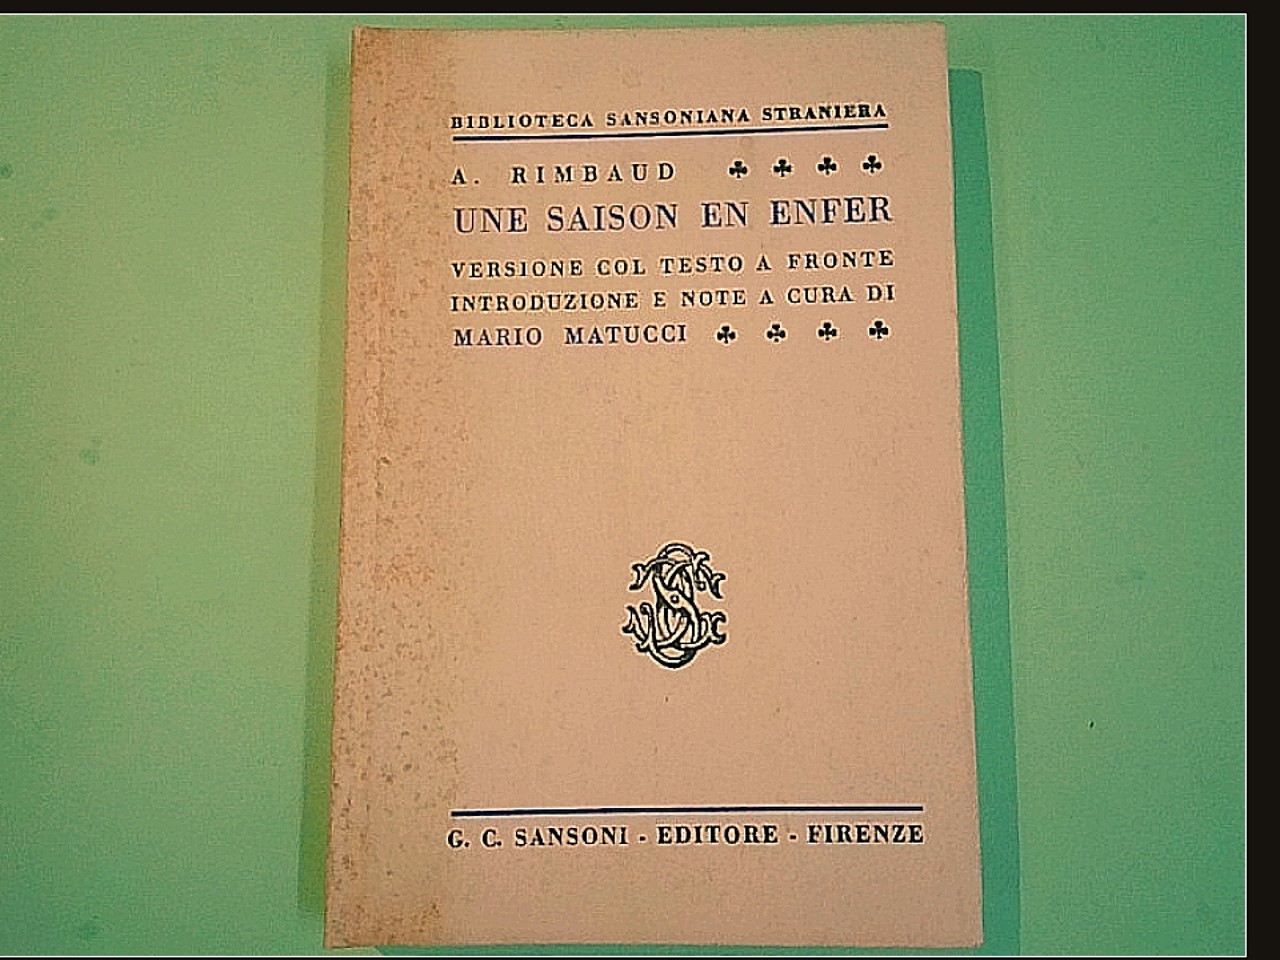 BIBLIOTECA SANSONIANA STRANIERA
A. RIMBAUD ♣ ♣ ♣ ♣
UNE SAISON EN ENFER
VERSIONE COL TESTO A FRONTE
INTRODUZIONE E NOTE A CURA DI
MARIO MATUCCI ♣ ♣ ♣ ♣
G. C. SANSONI - EDITORE - FIRENZE